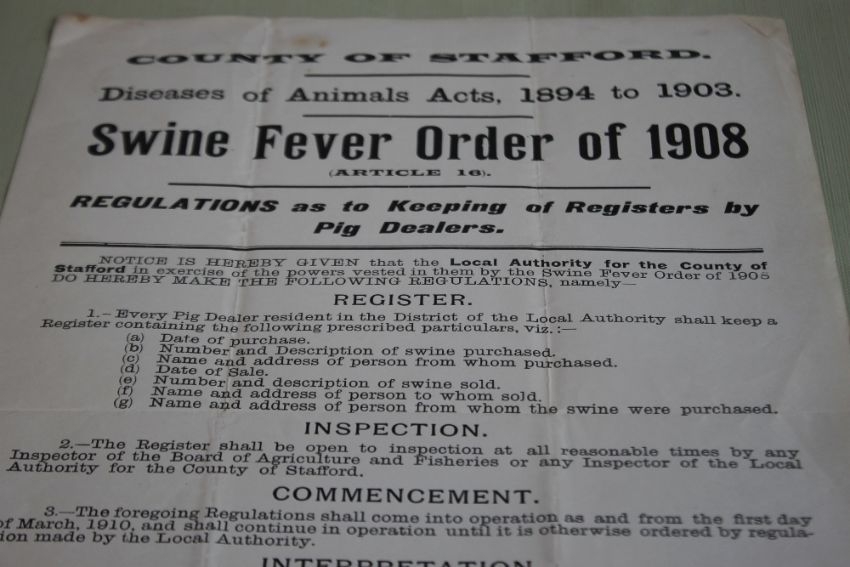 COUNTY OF STAFFORD.
Diseases of Animals Acts, 1894 to 1903.
Swine Fever Order of 1908
(ARTICLE 16).
REGULATIONS as to Keeping of Registers by
Pig Dealers.
NOTICE IS HEREBY GIVEN that the Local Authority for the County of
Stafford in exercise of the powers vested in them by the Swine Fever Order of 1908
DO HEREBY MAKE THE FOLLOWING REGULATIONS, namely—
REGISTER.
1.—Every Pig Dealer resident in the District of the Local Authority shall keep a
Register containing the following prescribed particulars, viz.:—
(a) Date of purchase.
(b) Number and Description of swine purchased.
(c) Name and address of person from whom purchased.
(d) Date of Sale.
(e) Number and description of swine sold.
(f) Name and address of person to whom sold.
(g) Name and address of person from whom the swine were purchased.
INSPECTION.
2.—The Register shall be open to inspection at all reasonable times by any
Inspector of the Board of Agriculture and Fisheries or any Inspector of the Local
Authority for the County of Stafford.
COMMENCEMENT.
3.—The foregoing Regulations shall come into operation as and from the first day
of March, 1910, and shall continue in operation until it is otherwise ordered by regula-
ion made by the Local Authority.
INTERPRETATION